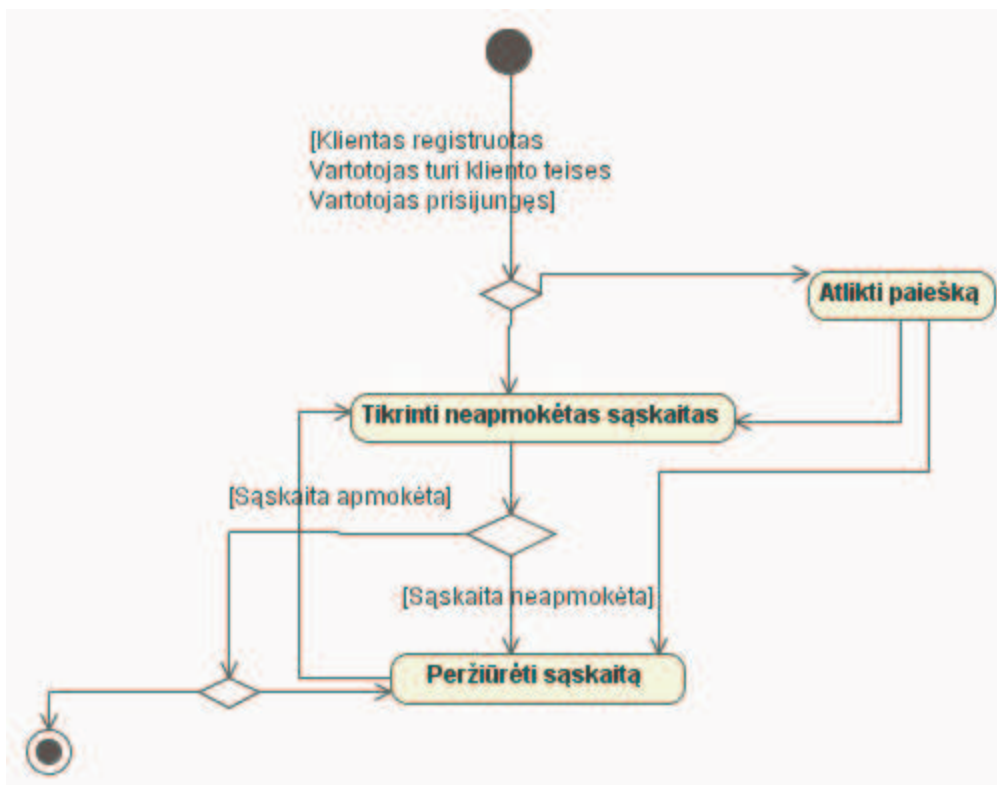 [Klientas registruotas
Vartotojas turi kliento teises
Vartotojas prisijungęs]
Atlikti paiešką
Tikrinti neapmokėtas sąskaitas
[Sąskaita apmokėta]
[Sąskaita neapmokėta]
Peržiūrėti sąskaitą